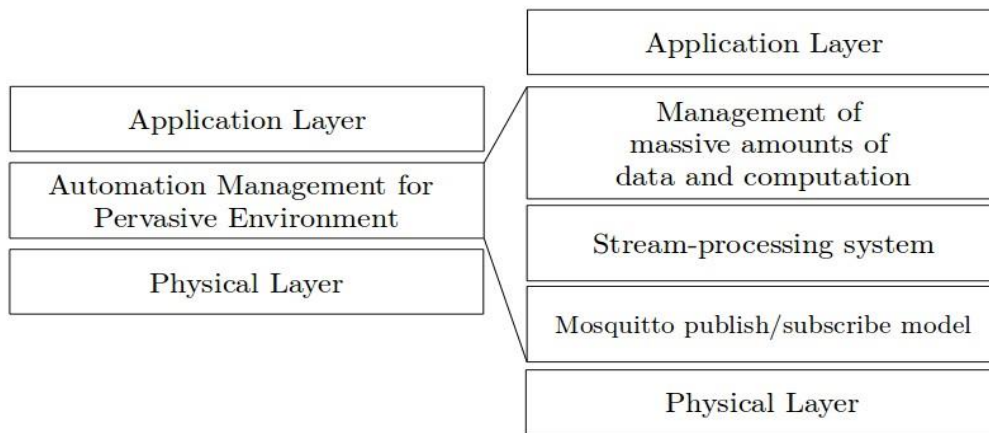 Application Layer
Automation Management for
Pervasive Environment
Physical Layer
Application Layer
Management of
massive amounts of
data and computation
Stream-processing system
Mosquitto publish/subscribe model
Physical Layer